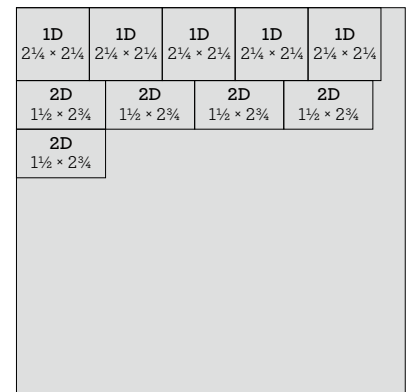 1D 1D 1D 1D 1D
2¼ × 2¼ 2¼ × 2¼ 2¼ × 2¼ 2¼ × 2¼ 2¼ × 2¼
2D 2D 2D 2D
1½ × 2¾ 1½ × 2¾ 1½ × 2¾ 1½ × 2¾
2D
1½ × 2¾